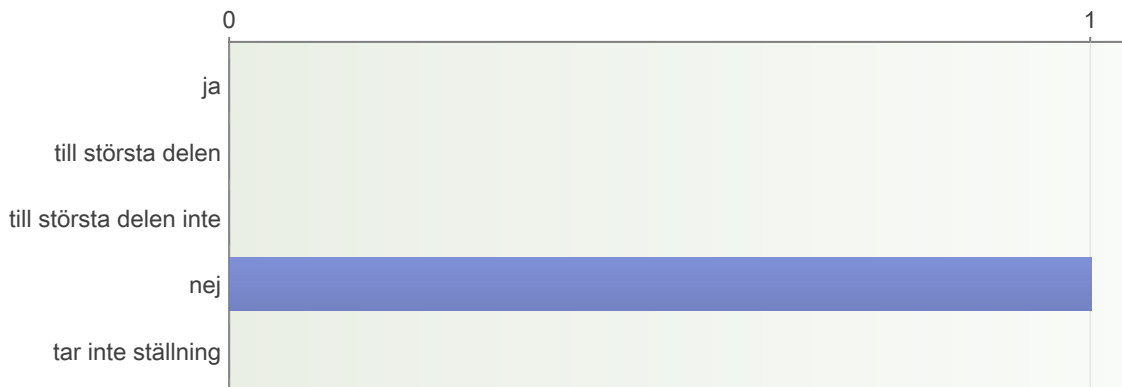 0 1
ja
till största delen
till största delen inte
nej
tar inte ställning